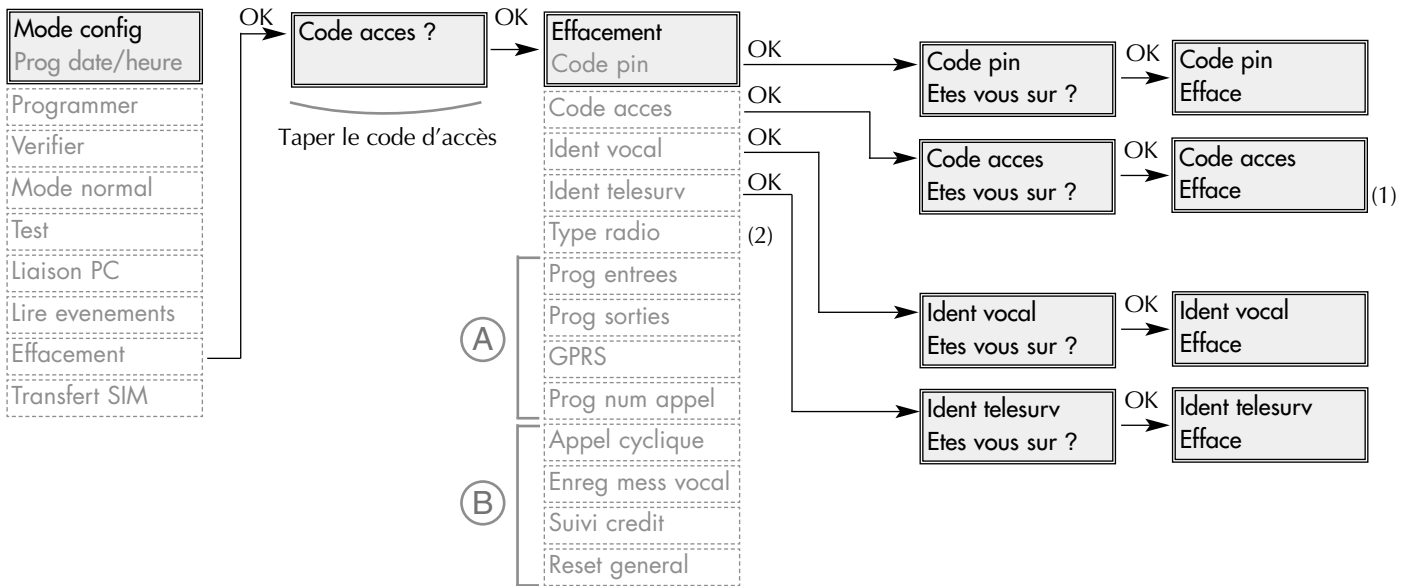 Mode config
Prog date/heure
Programmer
Verifier
Mode normal
Test
Liaison PC
Lire evenements
Effacement
Transfert SIM
OK
Code acces ?
Taper le code d’accès
OK
Effacement
Code pin
Code acces
Ident vocal
Ident telesurv
Type radio
(2)
Prog entrees
Prog sorties
GPRS
Prog num appel
A
Appel cyclique
Enreg mess vocal
Suivi credit
Reset general
B
OK
Code pin
Etes vous sur ?
OK
Code pin
Efface
OK
Code acces
Etes vous sur ?
OK
Code acces
Efface
(1)
OK
Ident vocal
Etes vous sur ?
OK
Ident vocal
Efface
OK
Ident telesurv
Etes vous sur ?
OK
Ident telesurv
Efface